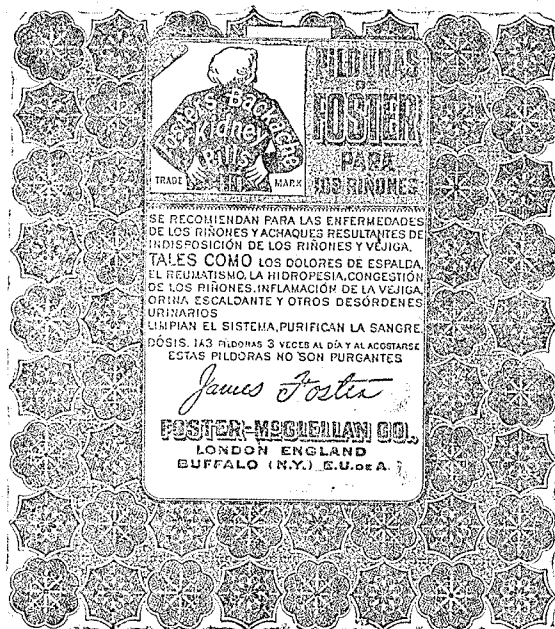 PILDORAS
DE
FOSTER
PARA
LOS RIÑONES
Foster's Backache
Kidney
Pills
TRADE MARK
SE RECOMIENDAN PARA LAS ENFERMEDADES
DE LOS RIÑONES Y ACHAQUES RESULTANTES DE
INDISPOSICIÓN DE LOS RIÑONES Y VEJIGA,
TALES COMO LOS DOLORES DE ESPALDA,
EL REUMATISMO, LA HIDROPESIA, CONGESTIÓN
DE LOS RIÑONES, INFLAMACIÓN DE LA VEJIGA,
ORINA ESCALDANTE Y OTROS DESÓRDENES
URINARIOS
LIMPIAN EL SISTEMA, PURIFICAN LA SANGRE.
DÓSIS. 1 A 3 PILDORAS 3 VECES AL DÍA Y AL ACOSTARSE
ESTAS PILDORAS NO SON PURGANTES
James Foster
FOSTER-McCLELLAN CO.,
LONDON ENGLAND
BUFFALO (N.Y.) E.U. DE A.